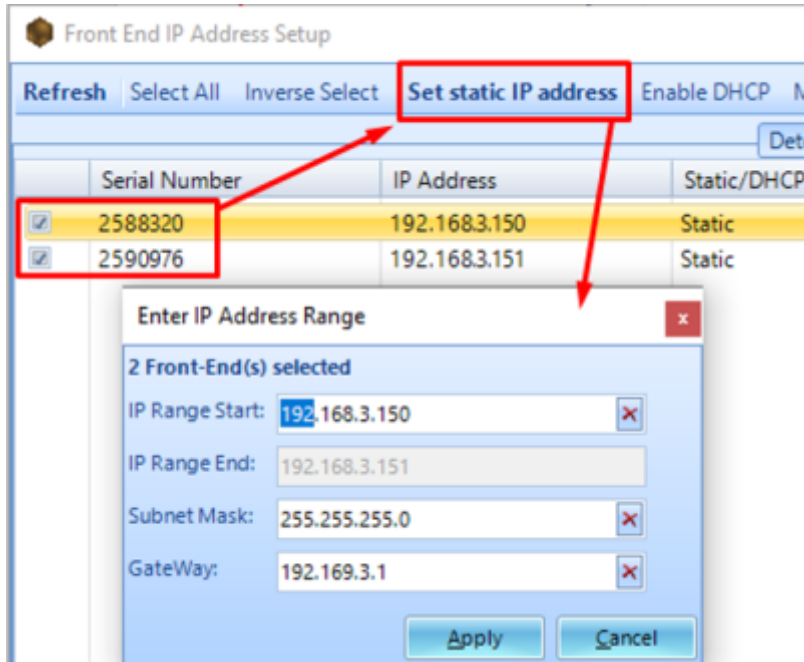 Front End IP Address Setup
Refresh Select All Inverse Select Set static IP address Enable DHCP
Serial Number IP Address Static/DHCP
2588320 192.168.3.150 Static
2590976 192.168.3.151 Static
Enter IP Address Range
2 Front-End(s) selected
IP Range Start: 192.168.3.150
IP Range End: 192.168.3.151
Subnet Mask: 255.255.255.0
GateWay: 192.169.3.1
Apply Cancel